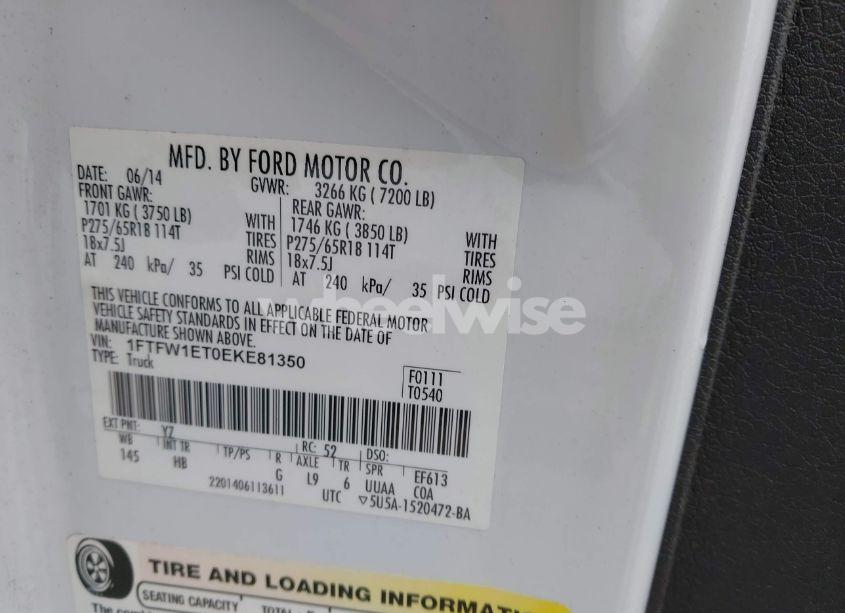 MFD. BY FORD MOTOR CO.
DATE: 06/14 GVWR: 3266 KG ( 7200 LB)
FRONT GAWR: REAR GAWR:
1701 KG ( 3750 LB) WITH 1746 KG ( 3850 LB) WITH
P275/65R18 114T TIRES P275/65R18 114T TIRES
18x7.5J RIMS 18x7.5J RIMS
AT 240 kPa/ 35 PSI COLD AT 240 kPa/ 35 PSI COLD
THIS VEHICLE CONFORMS TO ALL APPLICABLE FEDERAL MOTOR
VEHICLE SAFETY STANDARDS IN EFFECT ON THE DATE OF
MANUFACTURE SHOWN ABOVE.
VIN: 1FTFW1ET0EKE81350
TYPE: Truck
F0111
T0540
EXT PNT: YZ RC: 52 DSO:
WB INT TR TP/PS R AXLE TR SPR EF613
145 HB G L9 6 UUAA COA
2201406113611 UTC ▽5U5A-1520472-BA
wheelwise
TIRE AND LOADING INFORMATION
SEATING CAPACITY